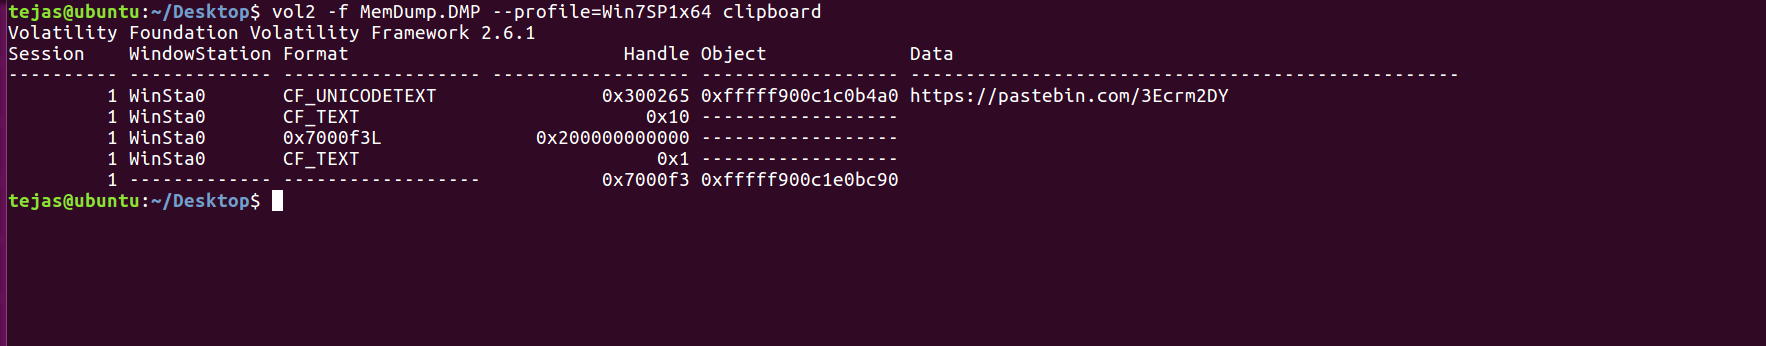 tejas@ubuntu:~/Desktop$ vol2 -f MemDump.DMP --profile=Win7SP1x64 clipboard
Volatility Foundation Volatility Framework 2.6.1
Session    WindowStation Format                         Handle Object             Data
---------- ------------- ------------------ ------------------ ------------------ --------------------------------------------------
         1 WinSta0       CF_UNICODETEXT               0x300265 0xfffff900c1c0b4a0 https://pastebin.com/3Ecrm2DY
         1 WinSta0       CF_TEXT                          0x10 ------------------
         1 WinSta0       0x7000f3L              0x200000000000 ------------------
         1 WinSta0       CF_TEXT                           0x1 ------------------
         1 ------------- ------------------           0x7000f3 0xfffff900c1e0bc90
tejas@ubuntu:~/Desktop$